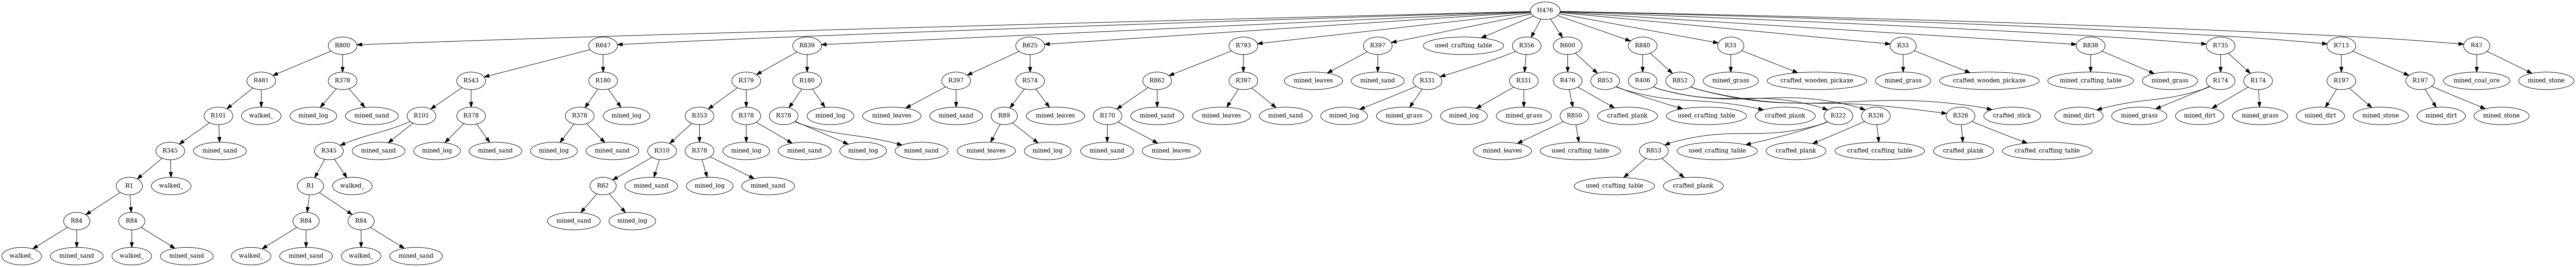 H476
R800 R647 R839 R625 R793 R397 used_crafting_table R356 R600 R840 R33 R33 R838 R735 R713 R42
R481 R378 R543 R180 R379 R180 R397 R574 R862 R397 mined_leaves mined_sand R331 R331 R476 R853 R406 R852 mined_grass crafted_wooden_pickaxe mined_grass crafted_wooden_pickaxe mined_crafting_table mined_grass R174 R174 R197 R197 mined_coal_ore mined_stone
R101 walked_ mined_log mined_sand R101 R378 R378 mined_log R353 R378 R378 mined_log mined_leaves mined_sand R89 mined_leaves R170 mined_sand mined_leaves mined_sand mined_log mined_grass mined_log mined_grass R850 crafted_plank used_crafting_table crafted_plank R322 R326 R326 crafted_stick mined_dirt mined_grass mined_dirt mined_grass mined_dirt mined_stone mined_dirt mined_stone
R345 mined_sand R345 mined_sand mined_log mined_sand mined_log mined_sand R310 R378 mined_log mined_sand mined_log mined_sand mined_leaves mined_log mined_sand mined_leaves mined_leaves used_crafting_table R853 used_crafting_table crafted_plank crafted_crafting_table crafted_plank crafted_crafting_table
R1 walked_ R1 walked_ R62 mined_sand mined_log mined_sand used_crafting_table crafted_plank
R84 R84 R84 R84 mined_sand mined_log
walked_ mined_sand walked_ mined_sand walked_ mined_sand walked_ mined_sand